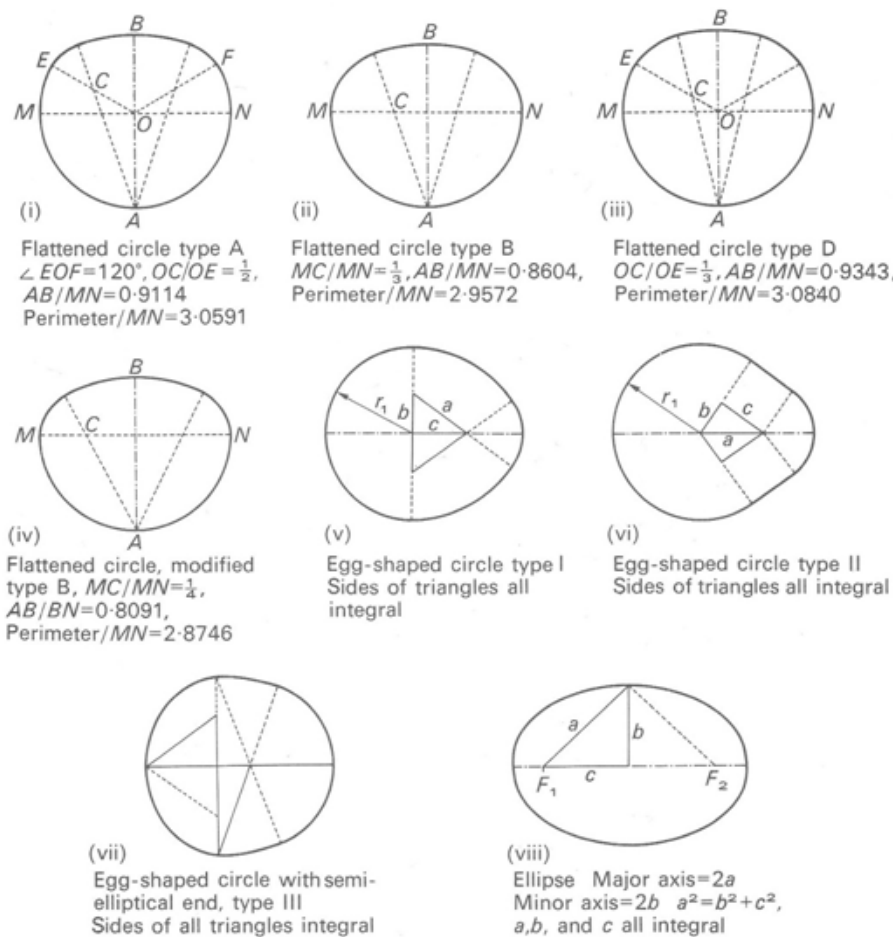 B
E
F
C
M
N
O
A
(i)
Flattened circle type A
∠ EOF=120°, OC/OE = 1/2,
AB/MN=0·9114
Perimeter/MN=3·0591
B
M
C
N
A
(ii)
Flattened circle type B
MC/MN=1/3, AB/MN=0·8604,
Perimeter/MN=2·9572
B
E
C
M
N
O
A
(iii)
Flattened circle type D
OC/OE=1/3, AB/MN=0·9343,
Perimeter/MN=3·0840
B
M
C
N
A
(iv)
Flattened circle, modified
type B, MC/MN=1/4,
AB/BN=0·8091,
Perimeter/MN=2·8746
r₁
b
a
c
(v)
Egg-shaped circle type I
Sides of triangles all
integral
r₁
b
c
a
(vi)
Egg-shaped circle type II
Sides of triangles all integral
(vii)
Egg-shaped circle with semi-
elliptical end, type III
Sides of all triangles integral
a
b
F₁
c
F₂
(viii)
Ellipse Major axis=2a
Minor axis=2b a²=b²+c²,
a,b, and c all integral